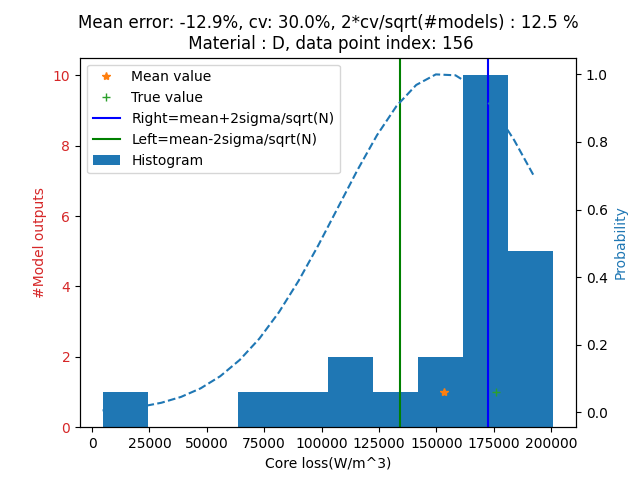 Mean error: -12.9%, cv: 30.0%, 2*cv/sqrt(#models) : 12.5 %
Material : D, data point index: 156
Mean value
True value
Right=mean+2sigma/sqrt(N)
Left=mean-2sigma/sqrt(N)
Histogram
10
8
6
4
2
0
#Model outputs
1.0
0.8
0.6
0.4
0.2
0.0
Probability
0 25000 50000 75000 100000 125000 150000 175000 200000
Core loss(W/m^3)